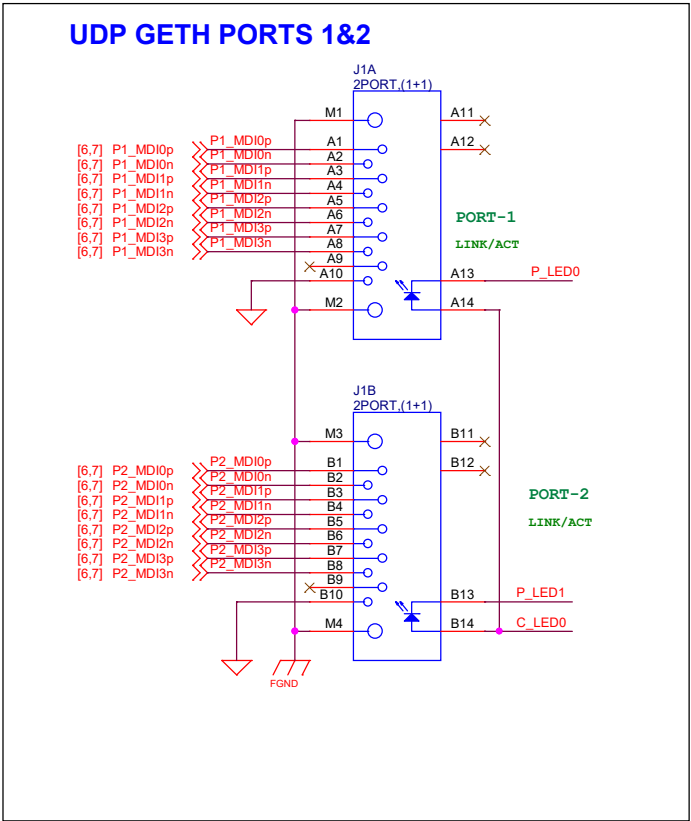 UDP GETH PORTS 1&2
J1A
2PORT,(1+1)
M1
A11
A12
[6,7] P1_MDI0p P1_MDI0p A1
[6,7] P1_MDI0n P1_MDI0n A2
[6,7] P1_MDI1p P1_MDI1p A3
[6,7] P1_MDI1n P1_MDI1n A4
[6,7] P1_MDI2p P1_MDI2p A5
[6,7] P1_MDI2n P1_MDI2n A6
[6,7] P1_MDI3p P1_MDI3p A7
[6,7] P1_MDI3n P1_MDI3n A8
A9
A10
M2
PORT-1
LINK/ACT
A13 P_LED0
A14
J1B
2PORT,(1+1)
M3
B11
B12
[6,7] P2_MDI0p P2_MDI0p B1
[6,7] P2_MDI0n P2_MDI0n B2
[6,7] P2_MDI1p P2_MDI1p B3
[6,7] P2_MDI1n P2_MDI1n B4
[6,7] P2_MDI2p P2_MDI2p B5
[6,7] P2_MDI2n P2_MDI2n B6
[6,7] P2_MDI3p P2_MDI3p B7
[6,7] P2_MDI3n P2_MDI3n B8
B9
B10
M4
PORT-2
LINK/ACT
B13 P_LED1
B14 C_LED0
FGND